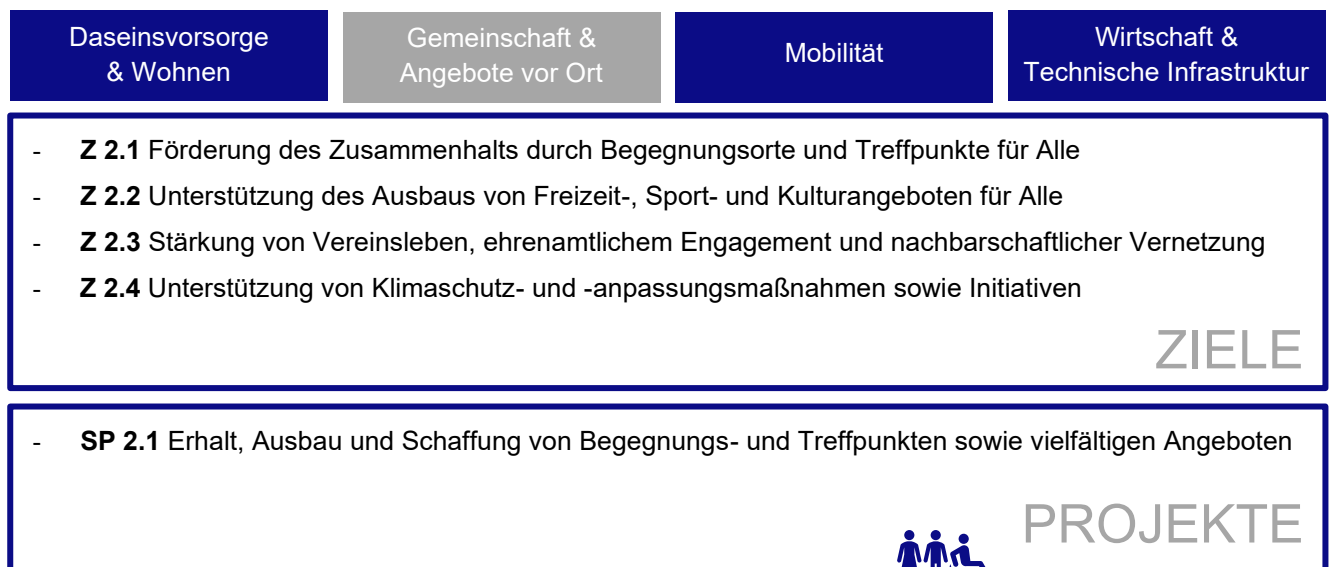 Daseinsvorsorge
& Wohnen
Gemeinschaft &
Angebote vor Ort
Mobilität
Wirtschaft &
Technische Infrastruktur
- Z 2.1 Förderung des Zusammenhalts durch Begegnungsorte und Treffpunkte für Alle
- Z 2.2 Unterstützung des Ausbaus von Freizeit-, Sport- und Kulturangeboten für Alle
- Z 2.3 Stärkung von Vereinsleben, ehrenamtlichem Engagement und nachbarschaftlicher Vernetzung
- Z 2.4 Unterstützung von Klimaschutz- und -anpassungsmaßnahmen sowie Initiativen
ZIELE
- SP 2.1 Erhalt, Ausbau und Schaffung von Begegnungs- und Treffpunkten sowie vielfältigen Angeboten
PROJEKTE